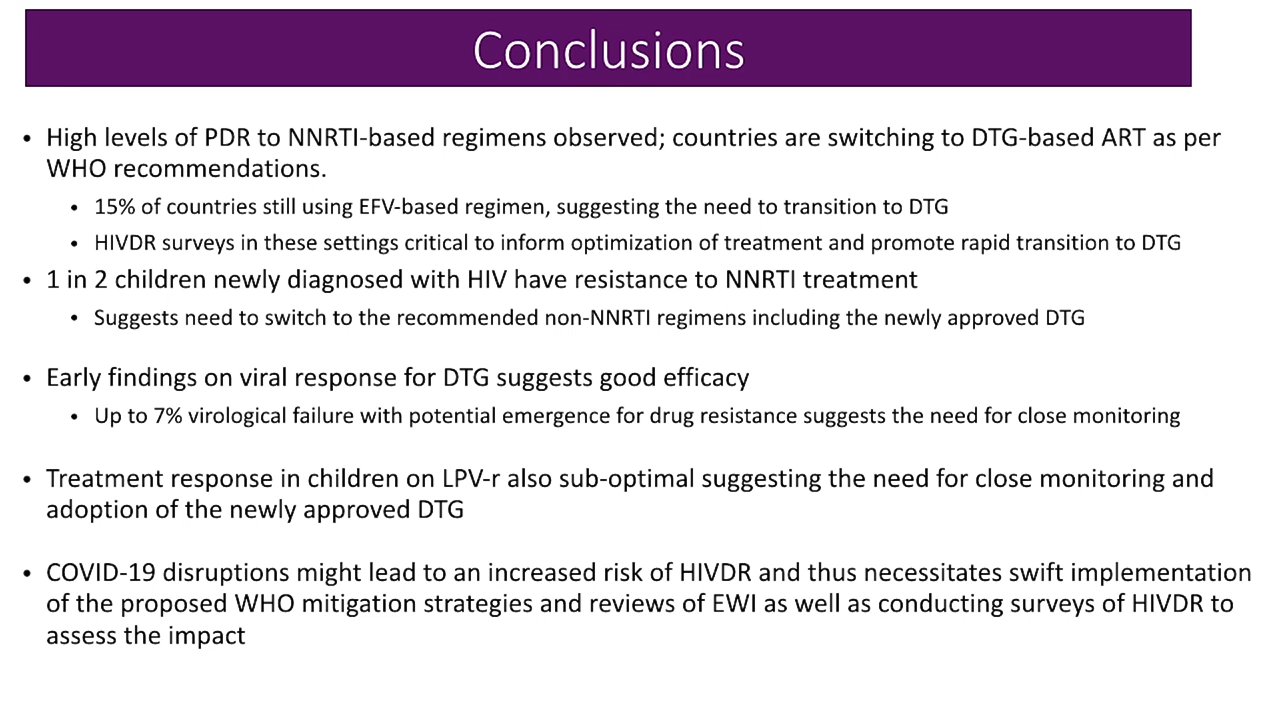 Conclusions
• High levels of PDR to NNRTI-based regimens observed; countries are switching to DTG-based ART as per
WHO recommendations.
• 15% of countries still using EFV-based regimen, suggesting the need to transition to DTG
• HIVDR surveys in these settings critical to inform optimization of treatment and promote rapid transition to DTG
• 1 in 2 children newly diagnosed with HIV have resistance to NNRTI treatment
• Suggests need to switch to the recommended non-NNRTI regimens including the newly approved DTG
• Early findings on viral response for DTG suggests good efficacy
• Up to 7% virological failure with potential emergence for drug resistance suggests the need for close monitoring
• Treatment response in children on LPV-r also sub-optimal suggesting the need for close monitoring and
adoption of the newly approved DTG
• COVID-19 disruptions might lead to an increased risk of HIVDR and thus necessitates swift implementation
of the proposed WHO mitigation strategies and reviews of EWI as well as conducting surveys of HIVDR to
assess the impact